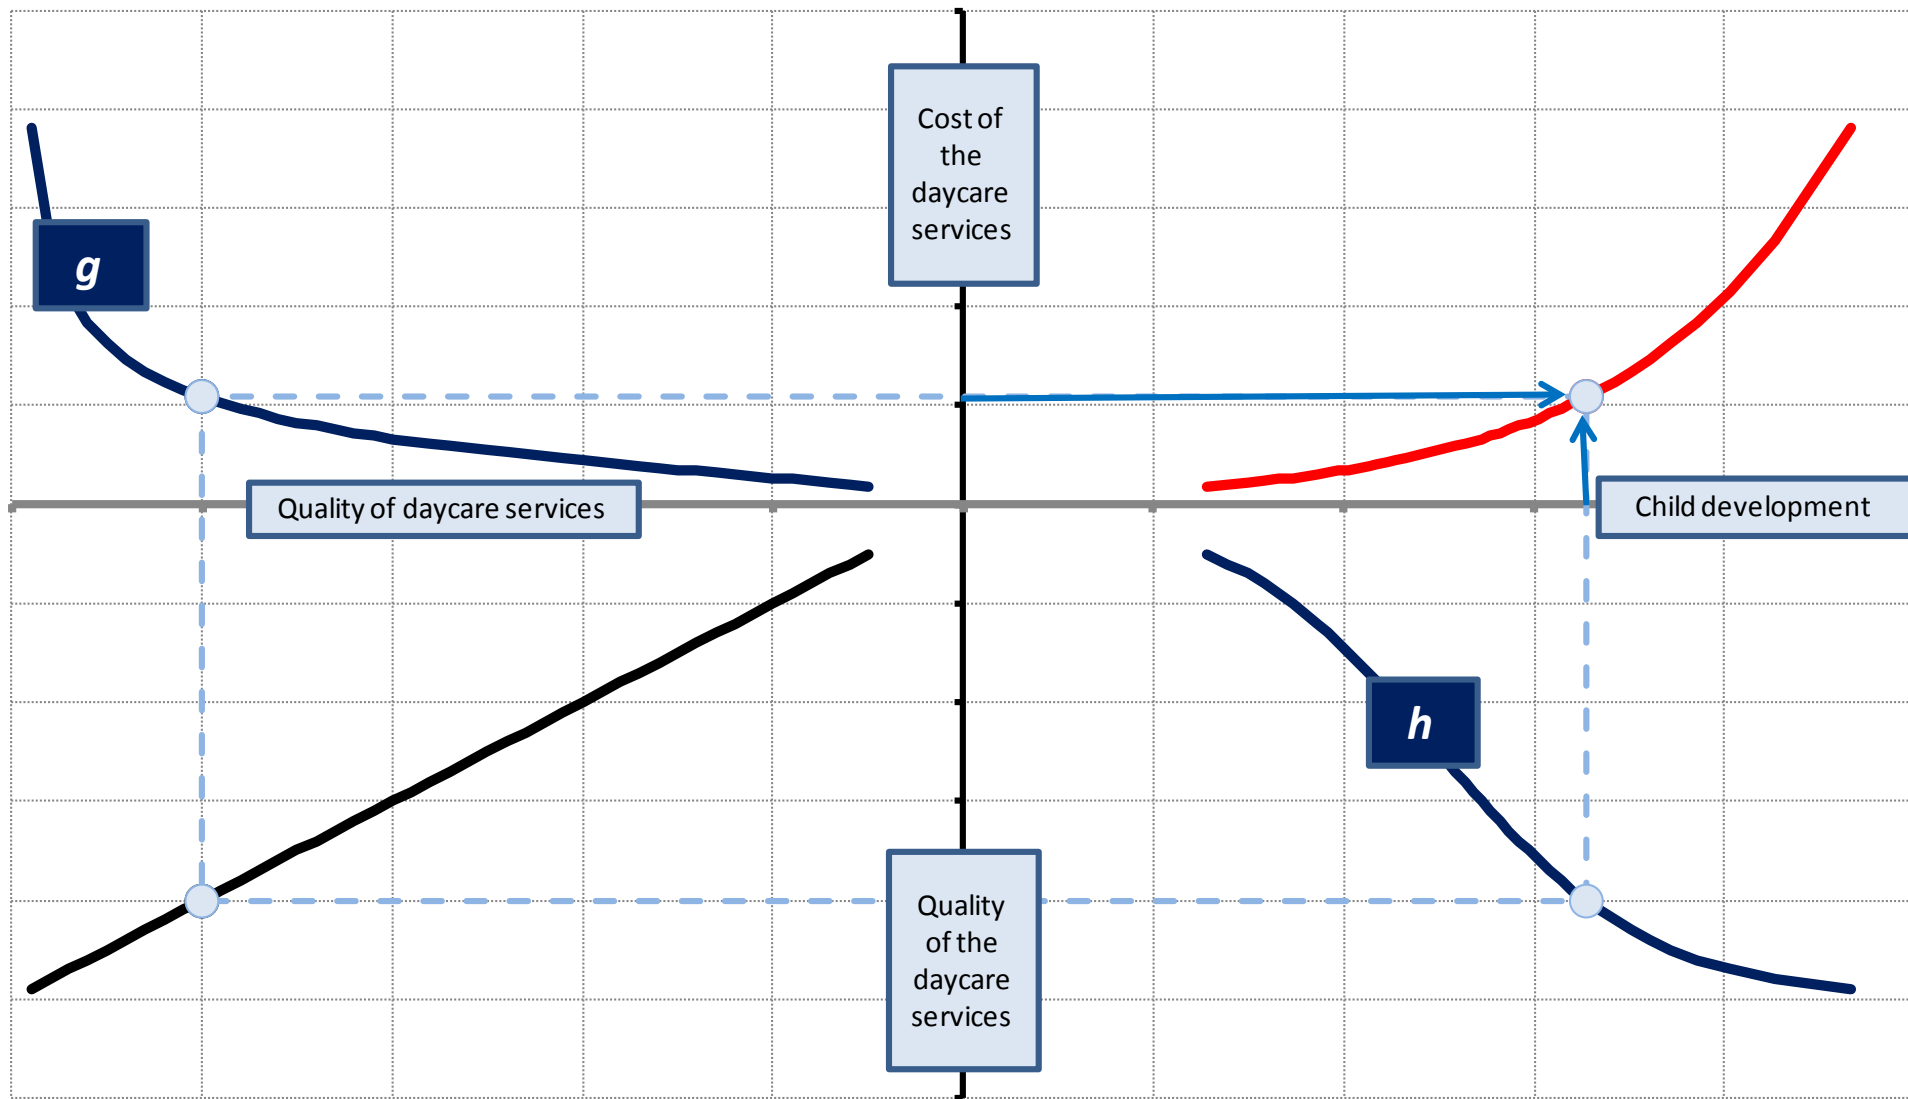 Cost of
the
daycare
services
g
Quality of daycare services
Child development
h
Quality
of the
daycare
services